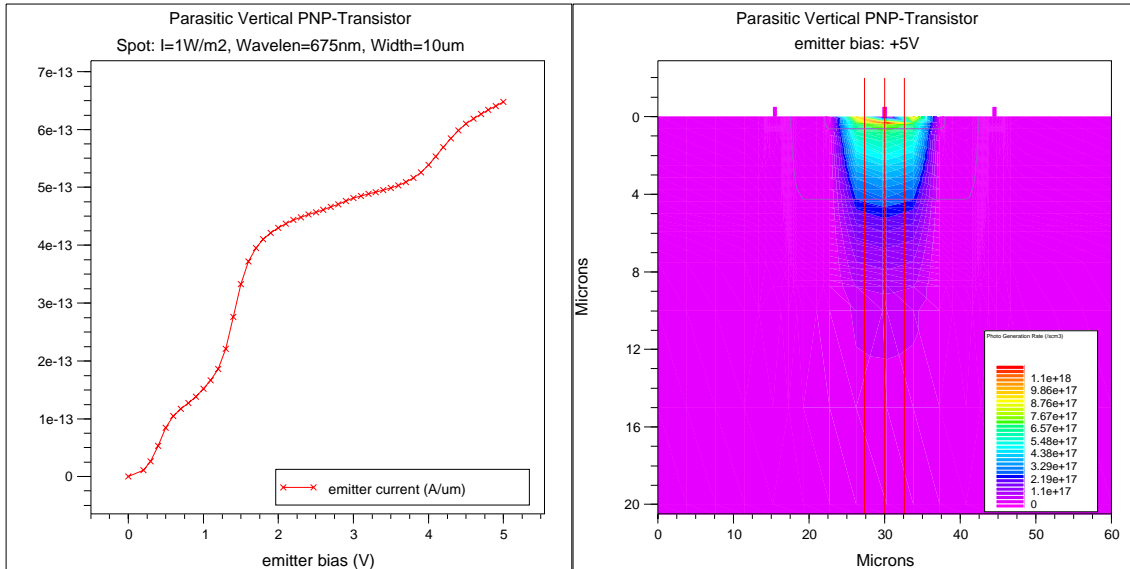 Parasitic Vertical PNP-Transistor
Spot: I=1W/m2, Wavelen=675nm, Width=10um
7e-13
6e-13
5e-13
4e-13
3e-13
2e-13
1e-13
0
emitter current (A/um)
0 1 2 3 4 5
emitter bias (V)
Parasitic Vertical PNP-Transistor
emitter bias: +5V
Microns
0
4
8
12
16
20
Photo Generation Rate (/scm3)
1.1e+18
9.86e+17
8.76e+17
7.67e+17
6.57e+17
5.48e+17
4.38e+17
3.29e+17
2.19e+17
1.1e+17
0
0 10 20 30 40 50 60
Microns